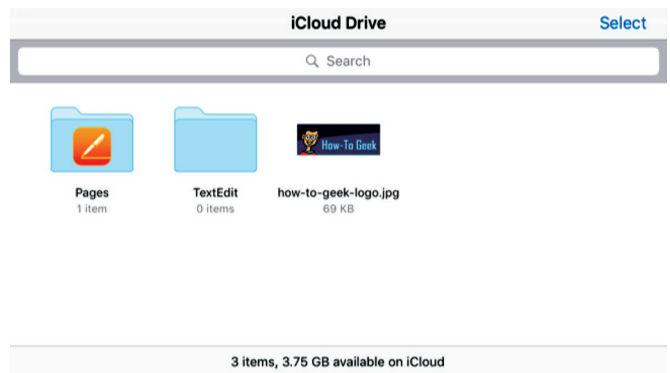 iCloud Drive
Select
Search
How-To Geek
Pages
TextEdit
how-to-geek-logo.jpg
1 item
0 items
69 KB
3 items, 3.75 GB available on iCloud